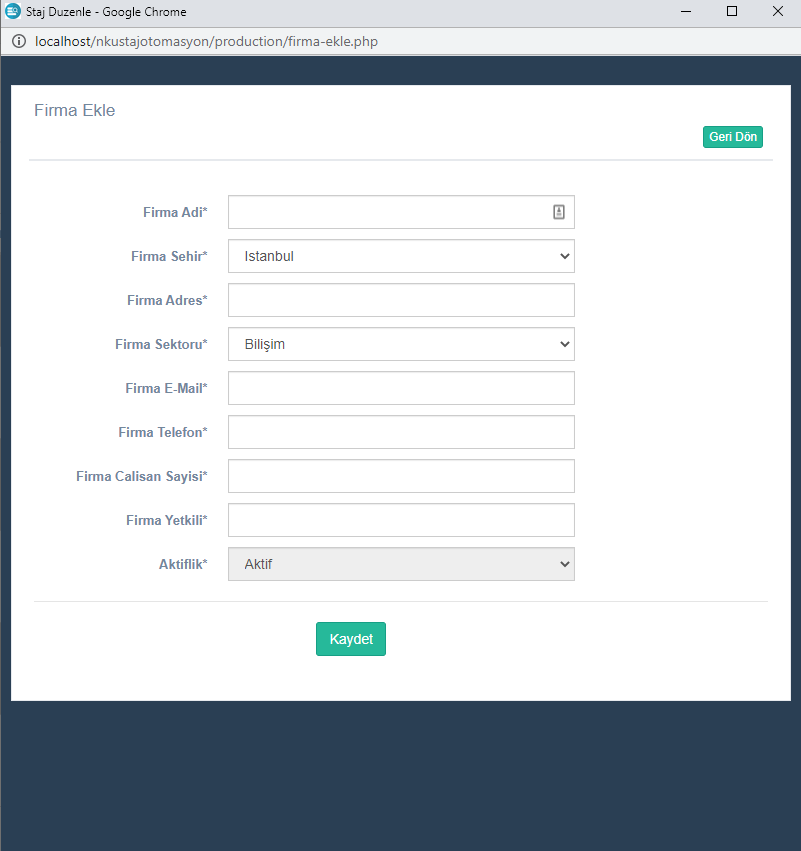 Staj Duzenle - Google Chrome
localhost/nkustajotomasyon/production/firma-ekle.php
Firma Ekle
Geri Dön
Firma Adi*
Firma Sehir* Istanbul
Firma Adres*
Firma Sektoru* Bilişim
Firma E-Mail*
Firma Telefon*
Firma Calisan Sayisi*
Firma Yetkili*
Aktiflik* Aktif
Kaydet